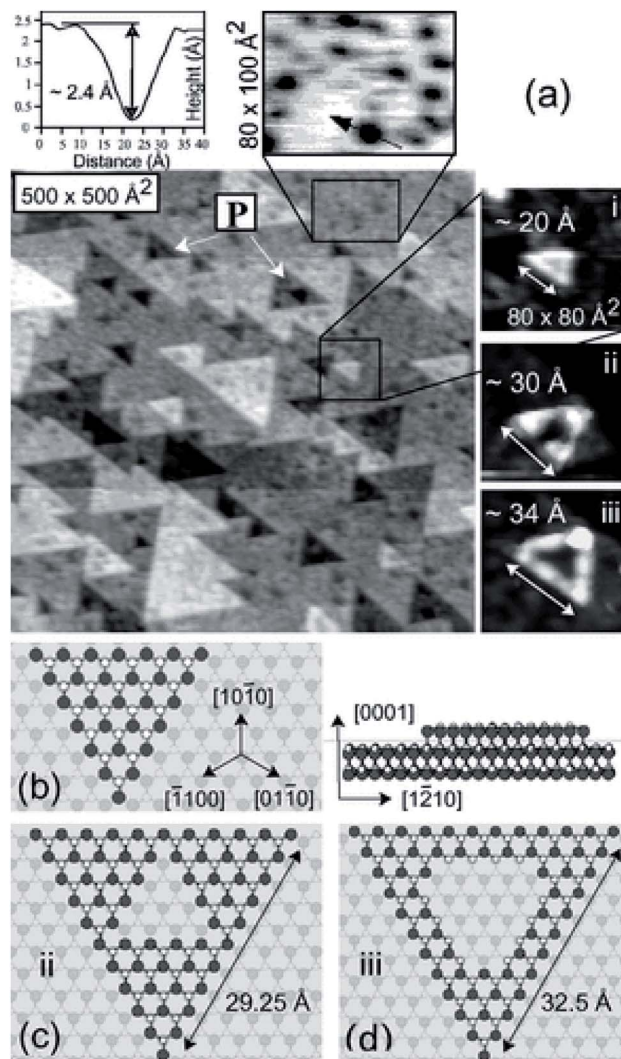 2.5
2
1.5
1
0.5
0
~ 2.4 Å
Height (Å)
0 5 10 15 20 25 30 35 40
Distance (Å)
80 x 100 Å²
(a)
500 x 500 Å²
P
i
~ 20 Å
80 x 80 Å²
ii
~ 30 Å
~ 34 Å
iii
[101̅0]
[1̅100]
[011̅0]
(b)
[0001]
[12̅10]
ii
29.25 Å
(c)
iii
32.5 Å
(d)